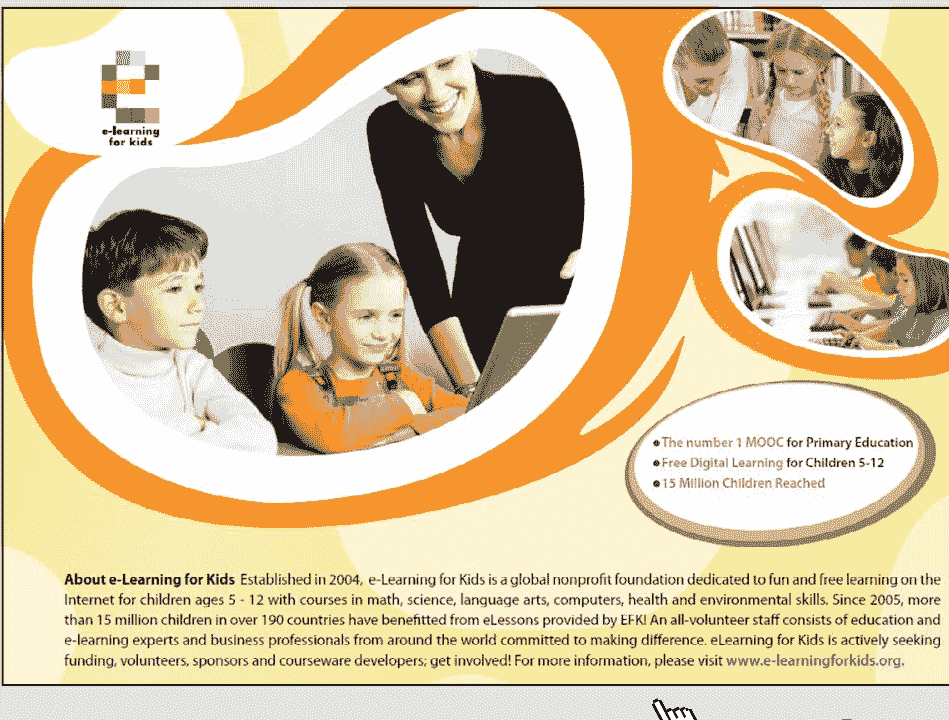 e-learning
for kids
The number 1 MOOC for Primary Education
Free Digital Learning for Children 5-12
15 Million Children Reached
About e-Learning for Kids Established in 2004, e-Learning for Kids is a global nonprofit foundation dedicated to fun and free learning on the
Internet for children ages 5 - 12 with courses in math, science, language arts, computers, health and environmental skills. Since 2005, more
than 15 million children in over 190 countries have benefitted from eLessons provided by EFK! An all-volunteer staff consists of education and
e-learning experts and business professionals from around the world committed to making difference. eLearning for Kids is actively seeking
funding, volunteers, sponsors and courseware developers; get involved! For more information, please visit www.e-learningforkids.org.